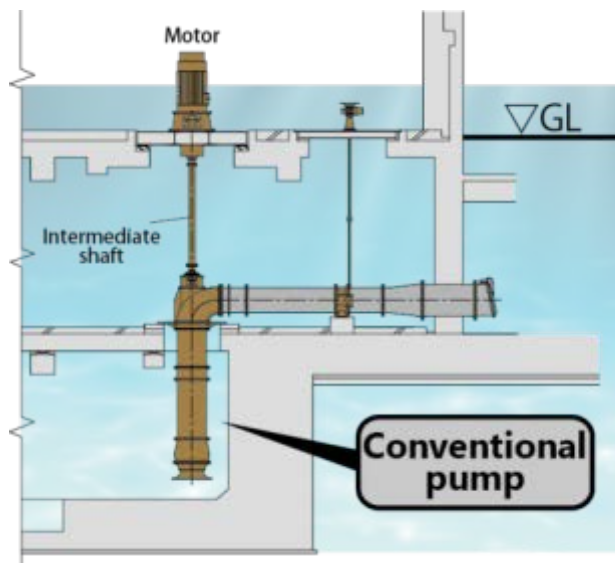 Motor
▽GL
Intermediate
shaft
Conventional
pump